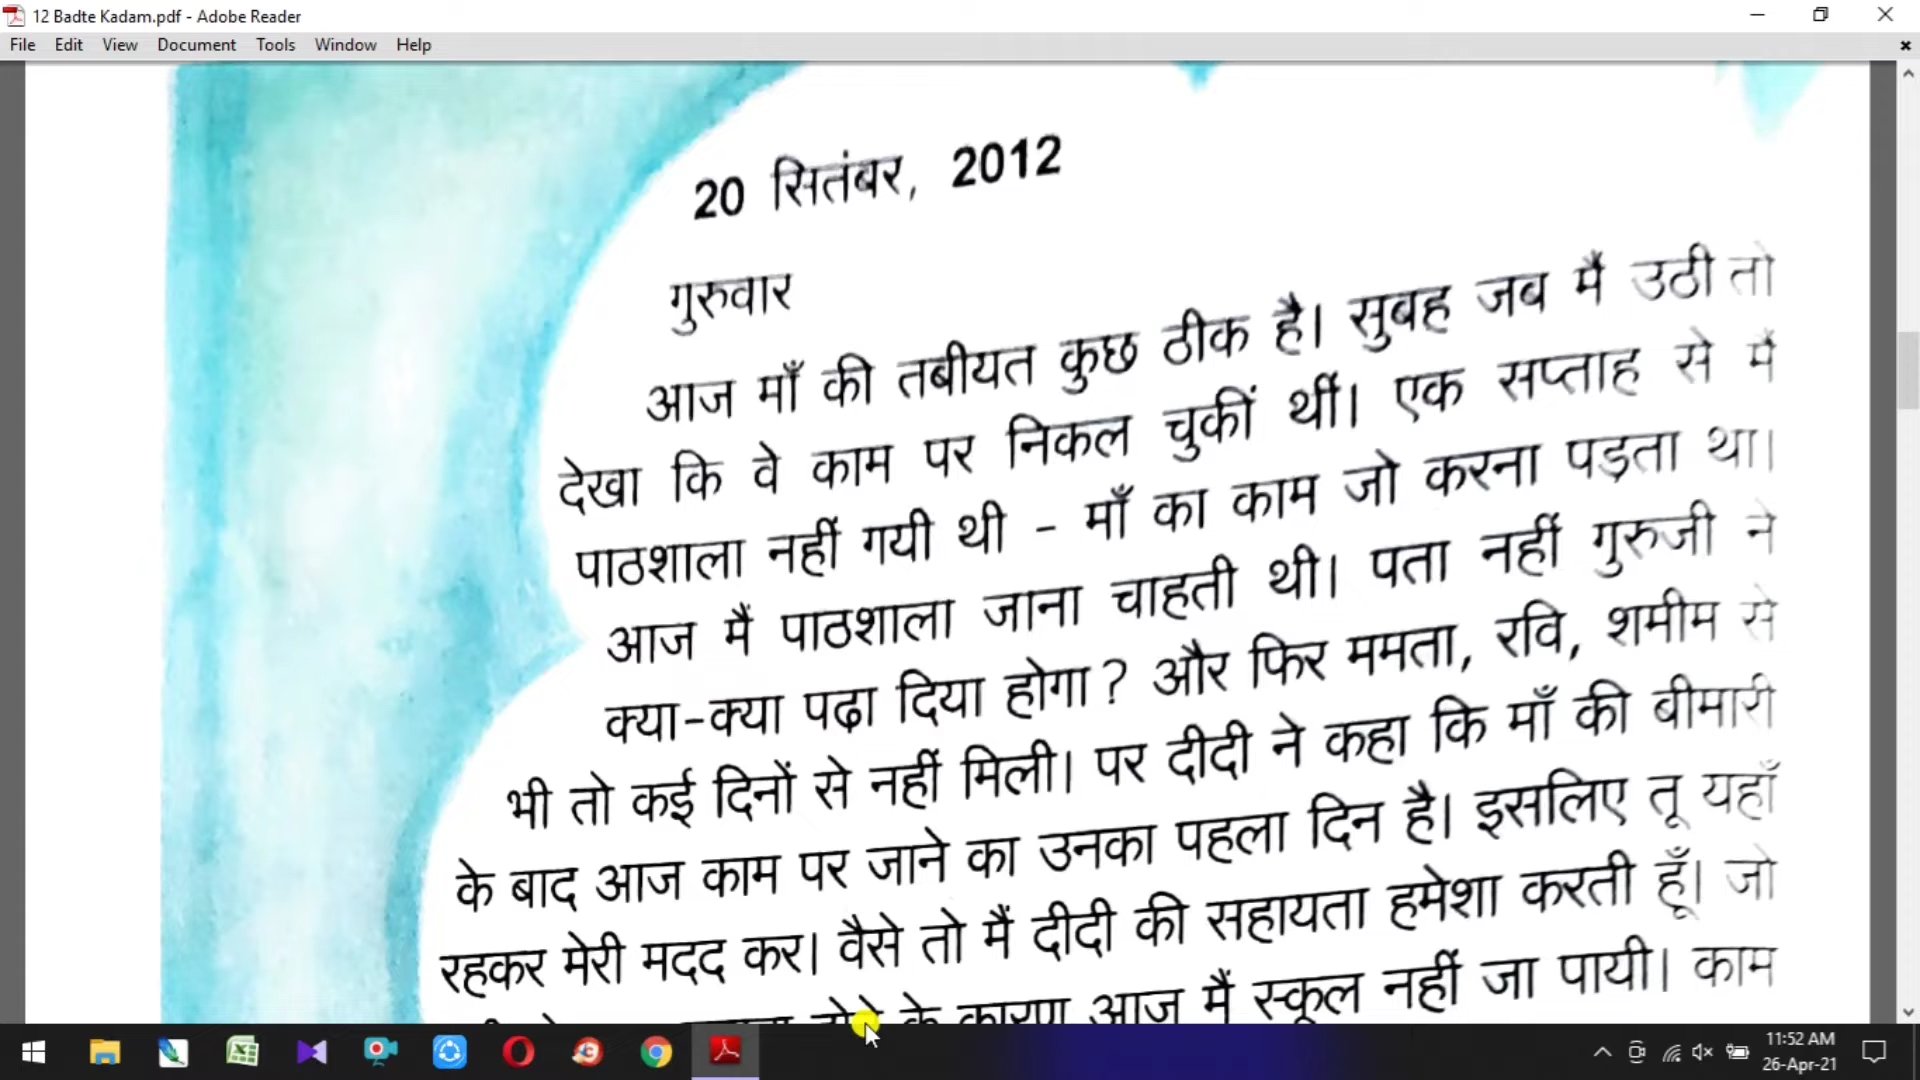 12 Badte Kadam.pdf - Adobe Reader
File Edit View Document Tools Window Help
20 सितंबर, 2012
गुरुवार
आज माँ की तबीयत कुछ ठीक है। सुबह जब मैं उठी तो
देखा कि वे काम पर निकल चुकीं थीं। एक सप्ताह से मैं
पाठशाला नहीं गयी थी - माँ का काम जो करना पड़ता था।
आज मैं पाठशाला जाना चाहती थी। पता नहीं गुरुजी ने
क्या-क्या पढ़ा दिया होगा? और फिर ममता, रवि, शमीम से
भी तो कई दिनों से नहीं मिली। पर दीदी ने कहा कि माँ की बीमारी
के बाद आज काम पर जाने का उनका पहला दिन है। इसलिए तू यहाँ
रहकर मेरी मदद कर। वैसे तो मैं दीदी की सहायता हमेशा करती हूँ। जो
के कारण आज मैं स्कूल नहीं जा पायी। काम
11:52 AM
26-Apr-21